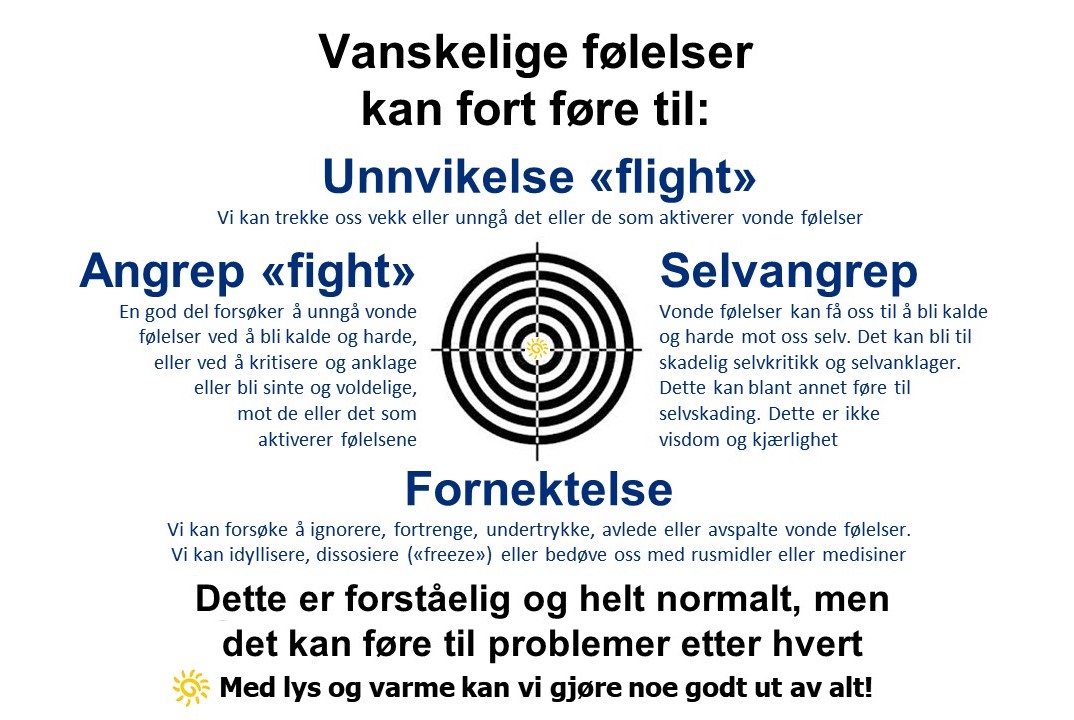 Vanskelige følelser
kan fort føre til:
Unnvikelse «flight»
Vi kan trekke oss vekk eller unngå det eller de som aktiverer vonde følelser
Angrep «fight»
En god del forsøker å unngå vonde
følelser ved å bli kalde og harde,
eller ved å kritisere og anklage
eller bli sinte og voldelige,
mot de eller det som
aktiverer følelsene
Selvangrep
Vonde følelser kan få oss til å bli kalde
og harde mot oss selv. Det kan bli til
skadelig selvkritikk og selvanklager.
Dette kan blant annet føre til
selvskading. Dette er ikke
visdom og kjærlighet
Fornektelse
Vi kan forsøke å ignorere, fortrenge, undertrykke, avlede eller avspalte vonde følelser.
Vi kan idyllisere, dissosiere («freeze») eller bedøve oss med rusmidler eller medisiner
Dette er forståelig og helt normalt, men
det kan føre til problemer etter hvert
Med lys og varme kan vi gjøre noe godt ut av alt!